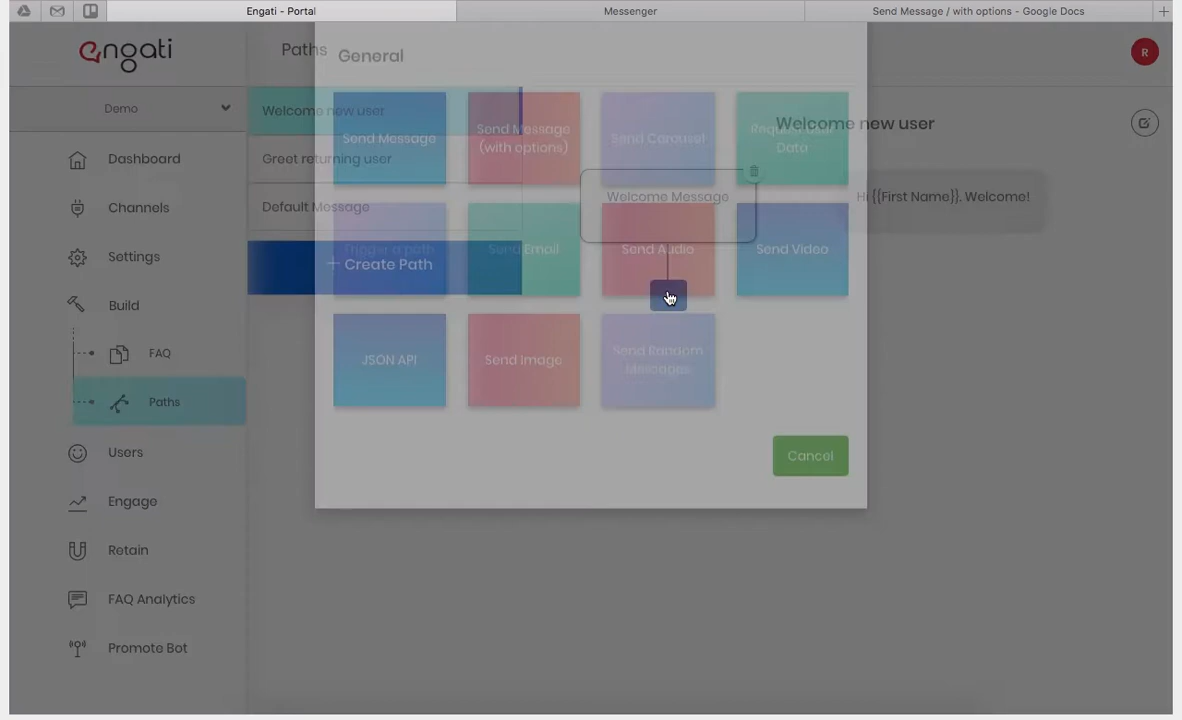 Engati - Portal
Messenger
Send Message / with options - Google Docs
engati
Paths
R
General
Demo
Welcome new user
Greet returning user
Default Message
+ Create Path
Send Message
Send Message
(with options)
Send Carousel
Request User
Data
Trigger a path
Send Email
Send Audio
Send Video
JSON API
Send Image
Send Random
Messages
Cancel
Welcome Message
Welcome new user
Hi {{First Name}}. Welcome!
Dashboard
Channels
Settings
Build
FAQ
Paths
Users
Engage
Retain
FAQ Analytics
Promote Bot